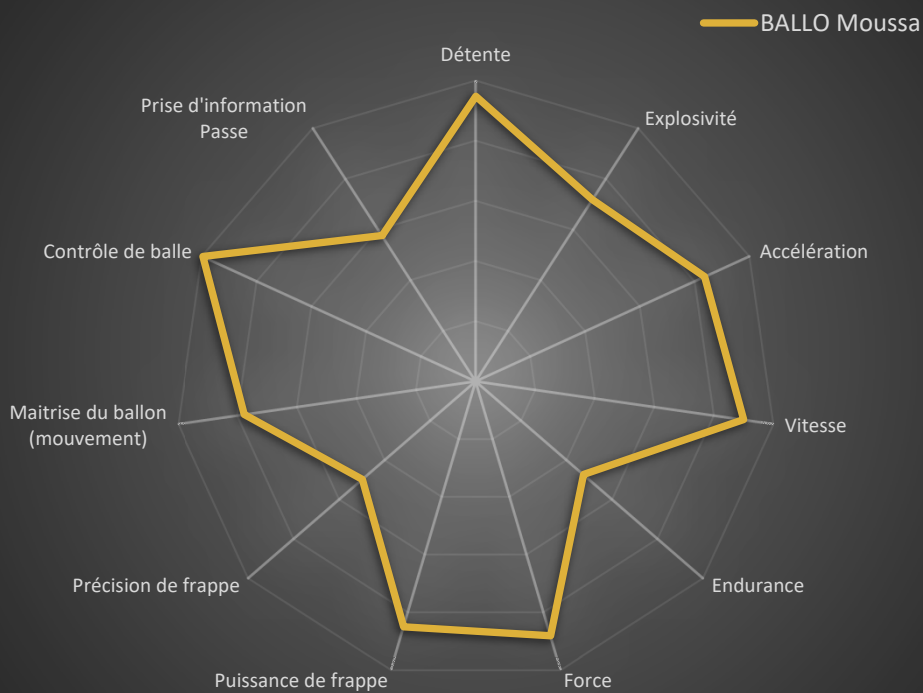 BALLO Moussa
Détente
Explosivité
Accélération
Vitesse
Endurance
Force
Puissance de frappe
Précision de frappe
Maitrise du ballon
(mouvement)
Contrôle de balle
Prise d'information
Passe